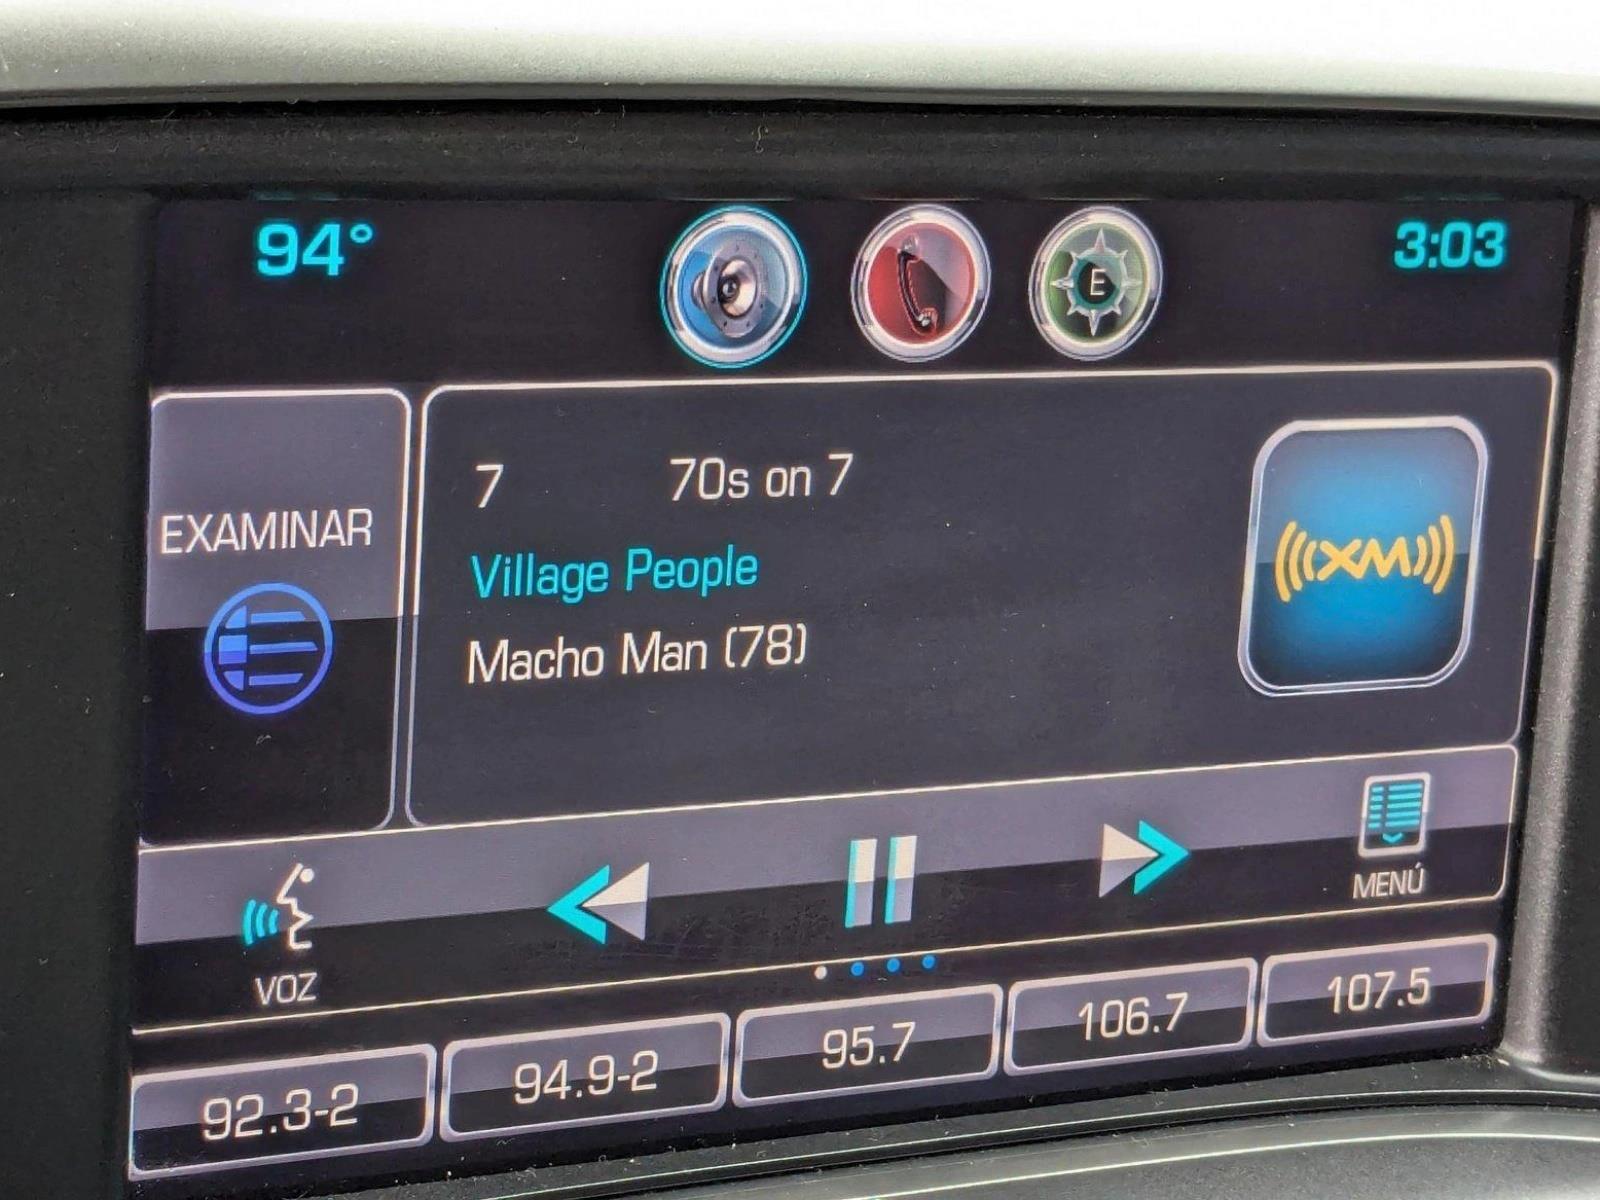 94° E 3:03
EXAMINAR
7 70s on 7
Village People
Macho Man (78)
(((XM)))
VOZ
MENÚ
92.3-2 94.9-2 95.7 106.7 107.5